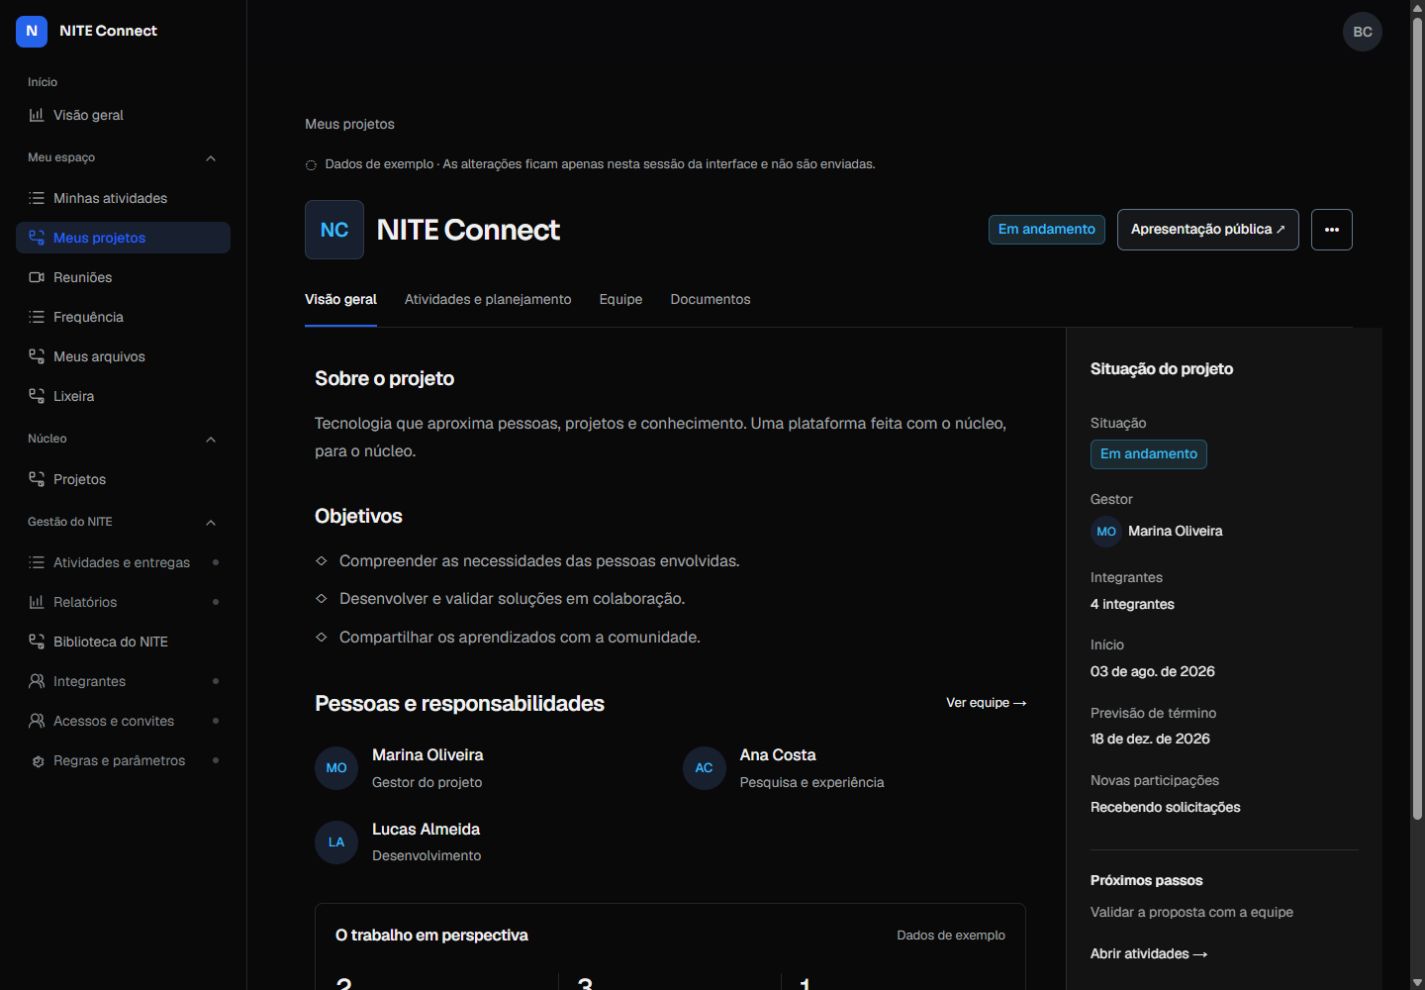 N NITE Connect
BC
Início
Visão geral
Meu espaço
Minhas atividades
Meus projetos
Reuniões
Frequência
Meus arquivos
Lixeira
Núcleo
Projetos
Gestão do NITE
Atividades e entregas
Relatórios
Biblioteca do NITE
Integrantes
Acessos e convites
Regras e parâmetros
Meus projetos
Dados de exemplo · As alterações ficam apenas nesta sessão da interface e não são enviadas.
NC NITE Connect
Em andamento
Apresentação pública ↗
•••
Visão geral
Atividades e planejamento
Equipe
Documentos
Sobre o projeto
Tecnologia que aproxima pessoas, projetos e conhecimento. Uma plataforma feita com o núcleo,
para o núcleo.
Objetivos
Compreender as necessidades das pessoas envolvidas.
Desenvolver e validar soluções em colaboração.
Compartilhar os aprendizados com a comunidade.
Pessoas e responsabilidades
Ver equipe →
MO Marina Oliveira
Gestor do projeto
AC Ana Costa
Pesquisa e experiência
LA Lucas Almeida
Desenvolvimento
O trabalho em perspectiva
Dados de exemplo
2
3
1
Situação do projeto
Situação
Em andamento
Gestor
MO Marina Oliveira
Integrantes
4 integrantes
Início
03 de ago. de 2026
Previsão de término
18 de dez. de 2026
Novas participações
Recebendo solicitações
Próximos passos
Validar a proposta com a equipe
Abrir atividades →